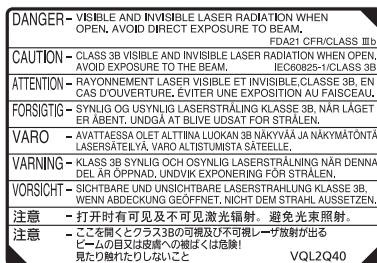 DANGER – VISIBLE AND INVISIBLE LASER RADIATION WHEN
OPEN. AVOID DIRECT EXPOSURE TO BEAM.
FDA21 CFR/CLASS Ⅲb
CAUTION – CLASS 3B VISIBLE AND INVISIBLE LASER RADIATION WHEN OPEN.
AVOID EXPOSURE TO THE BEAM. IEC60825-1/CLASS 3B
ATTENTION – RAYONNEMENT LASER VISIBLE ET INVISIBLE,CLASSE 3B, EN
CAS D'OUVERTURE. ÉVITER UNE EXPOSITION AU FAISCEAU.
FORSIGTIG – SYNLIG OG USYNLIG LASERSTRÅLING KLASSE 3B, NÅR LÅGET
ER ÅBENT. UNDGÅ AT BLIVE UDSAT FOR STRÅLEN.
VARO – AVATTAESSA OLET ALTTIINA LUOKAN 3B NÄKYVÄÄ JA NÄKYMÄTÖNTÄ
LASERSÄTEILYÄ. VARO ALTISTUMISTA SÄTEELLE.
VARNING – KLASS 3B SYNLIG OCH OSYNLIG LASERSTRÅLNING NÄR DENNA
DEL ÄR ÖPPNAD. UNDVIK EXPONERING FÖR STRÅLEN.
VORSICHT – SICHTBARE UND UNSICHTBARE LASERSTRAHLUNG KLASSE 3B,
WENN ABDECKUNG GEÖFFNET. NICHT DEM STRAHL AUSSETZEN.
注意 – 打开时有可见及不可见激光辐射。避免光束照射。
注意 – ここを開くとクラス3Bの可視及び不可視レーザ放射が出る
ビームの目又は皮膚への被ばくは危険!
見たり触れたりしないこと VQL2Q40